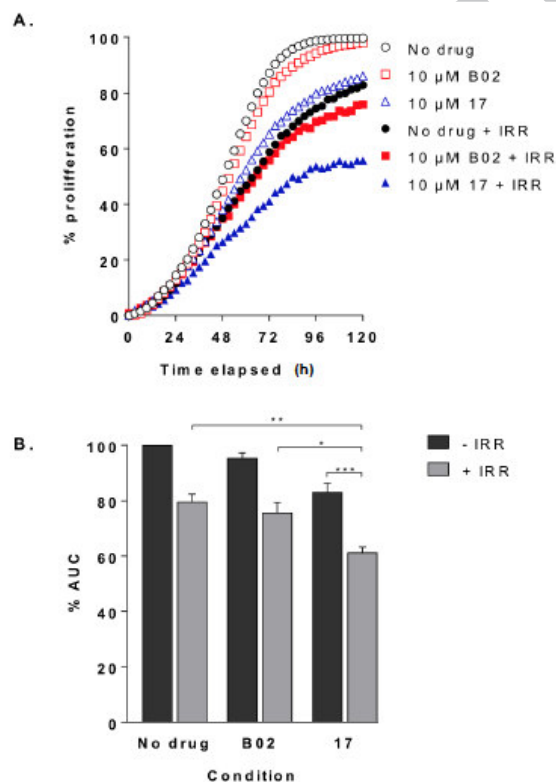 A.
100
80
60
40
20
0
% prolifferation
0 24 48 72 96 120
Time elapsed (h)
No drug
10 µM B02
10 µM 17
No drug + IRR
10 µM B02 + IRR
10 µM 17 + IRR
B.
100
80
60
40
20
0
% AUC
**
*
***
No drug B02 17
Condition
- IRR
+ IRR